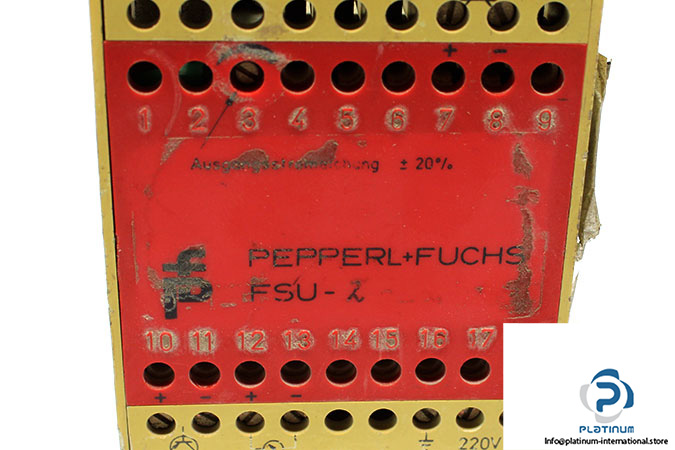 + −
1 2 3 4 5 6 7 8 9
± 20%
PEPPERL+FUCHS
FSU-2
10 11 12 13 14 15 16 17
+ − + −
220V
PLATINUM
Info@platinum-international.store